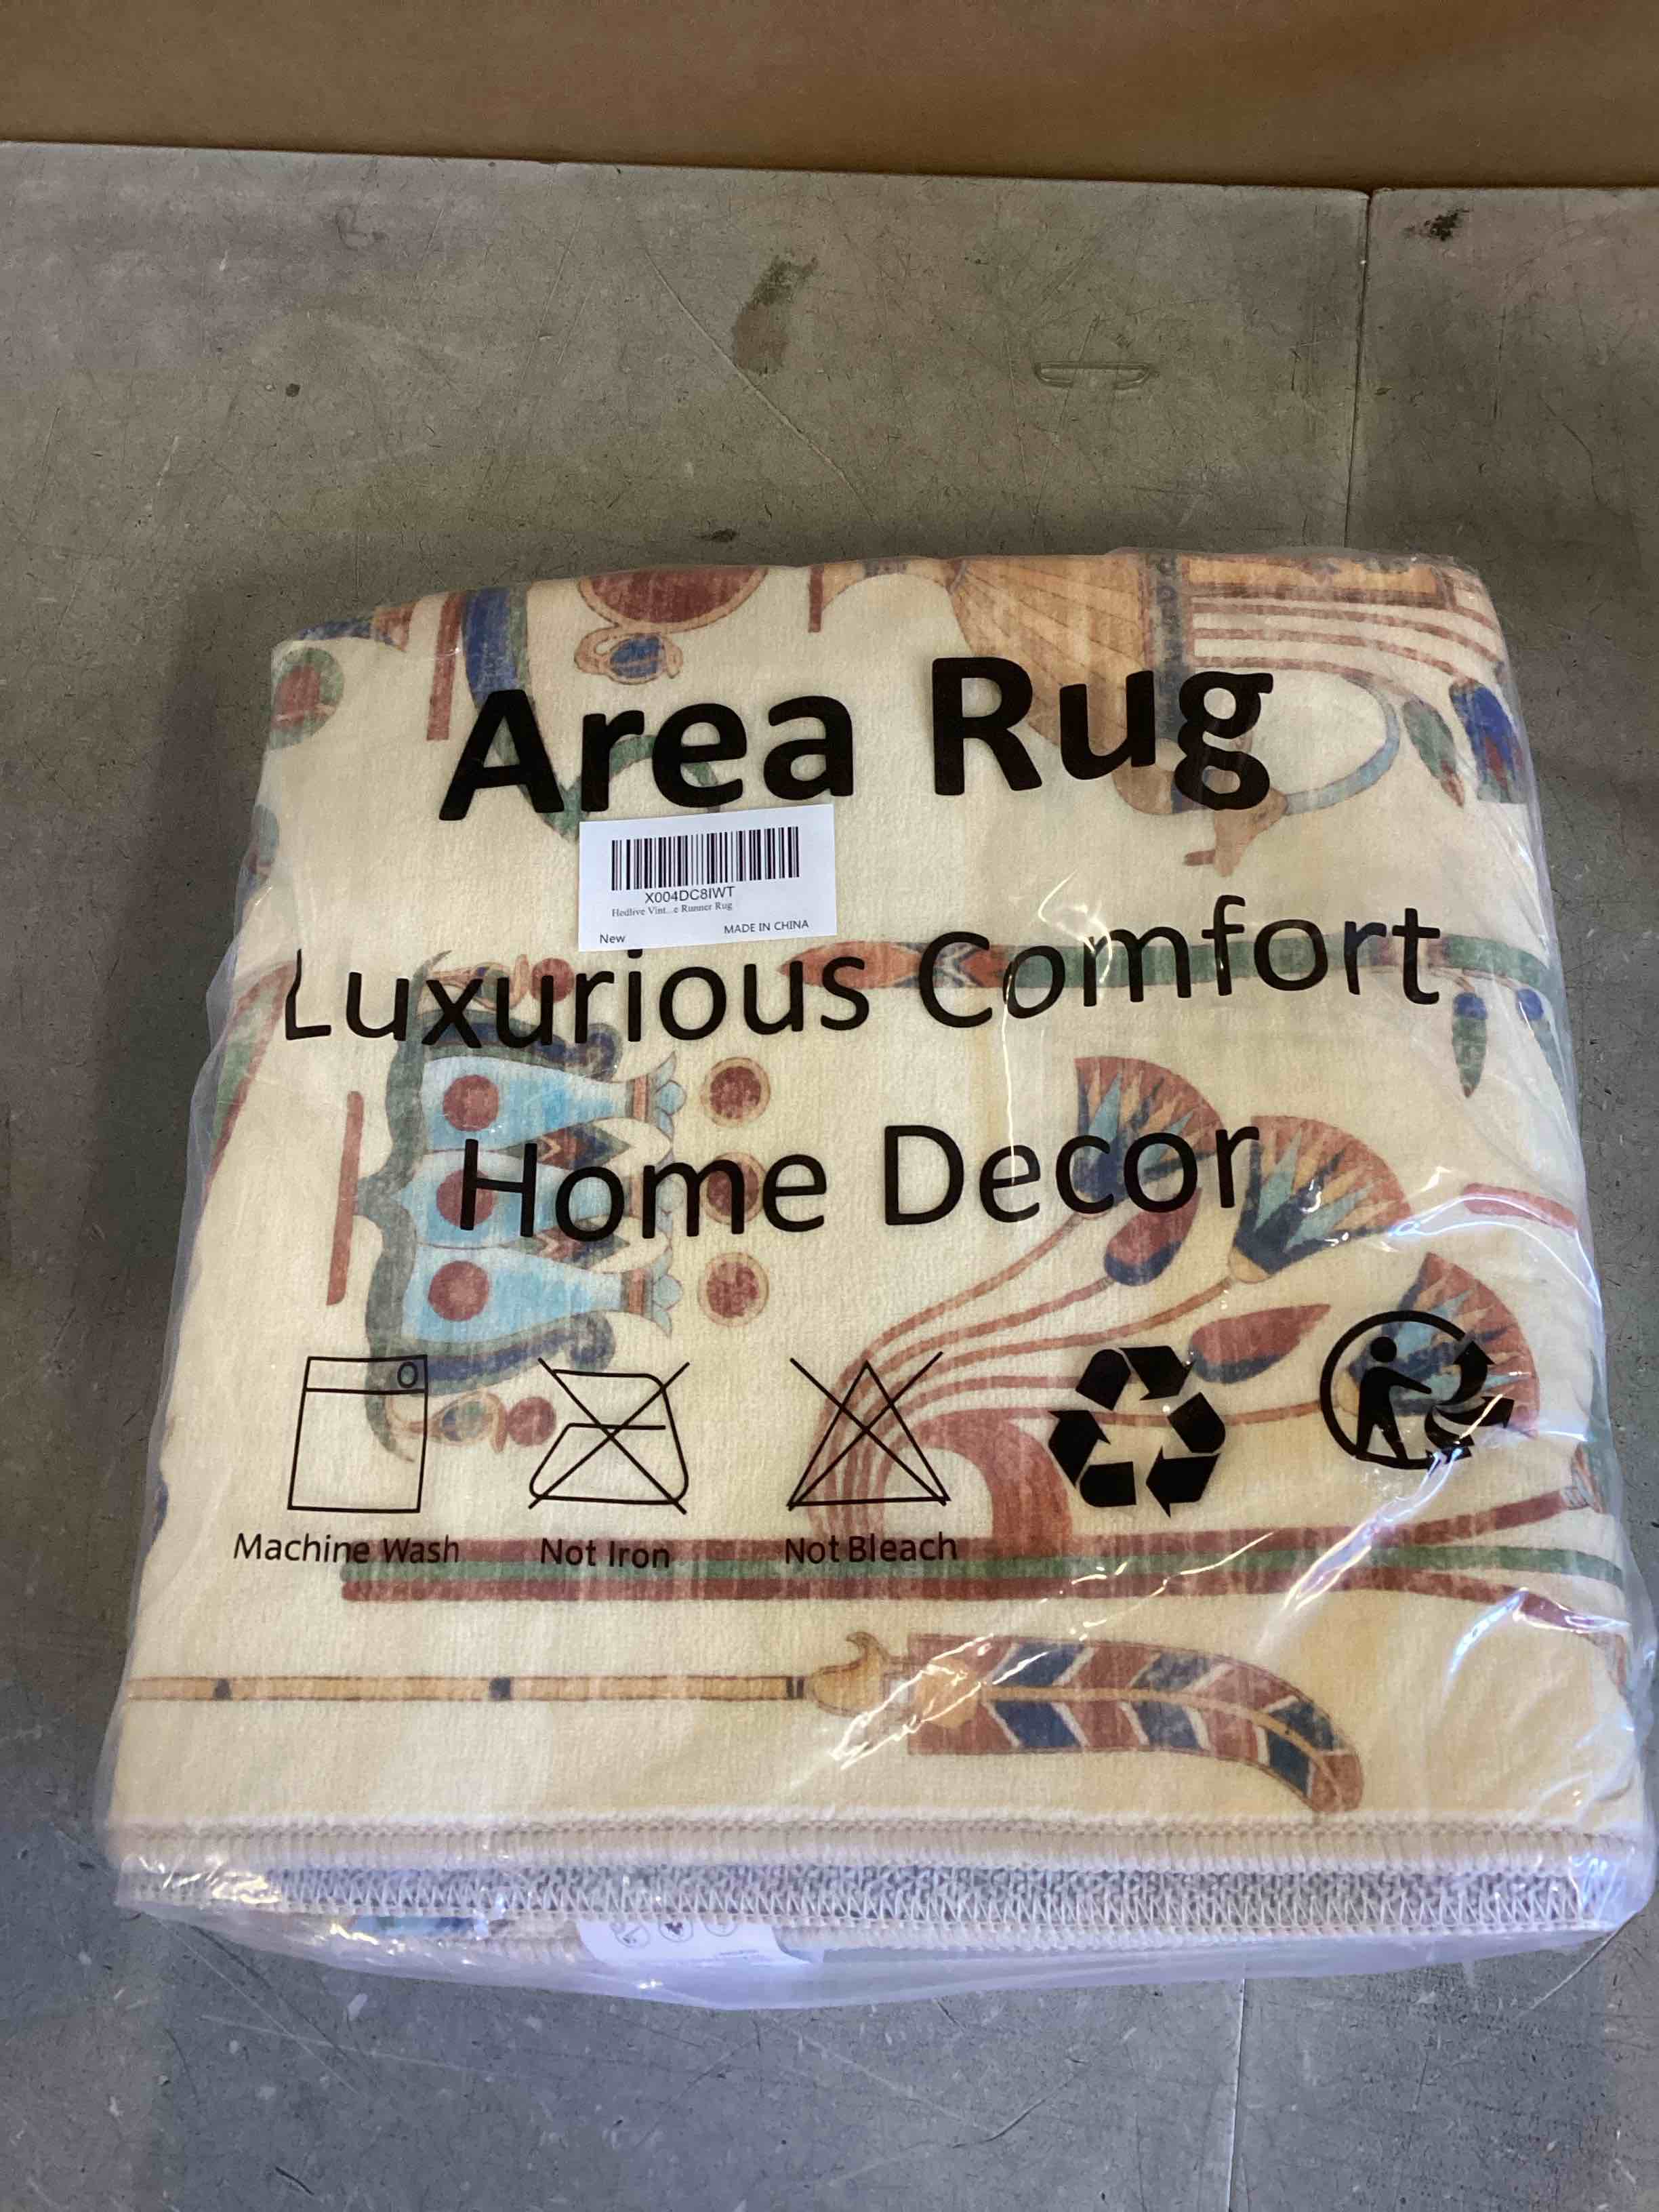 Area Rug
X004DC8IWT
Hedlive Vint...e Runner Rug
New MADE IN CHINA
Luxurious Comfort
Home Decor
Machine Wash Not Iron Not Bleach